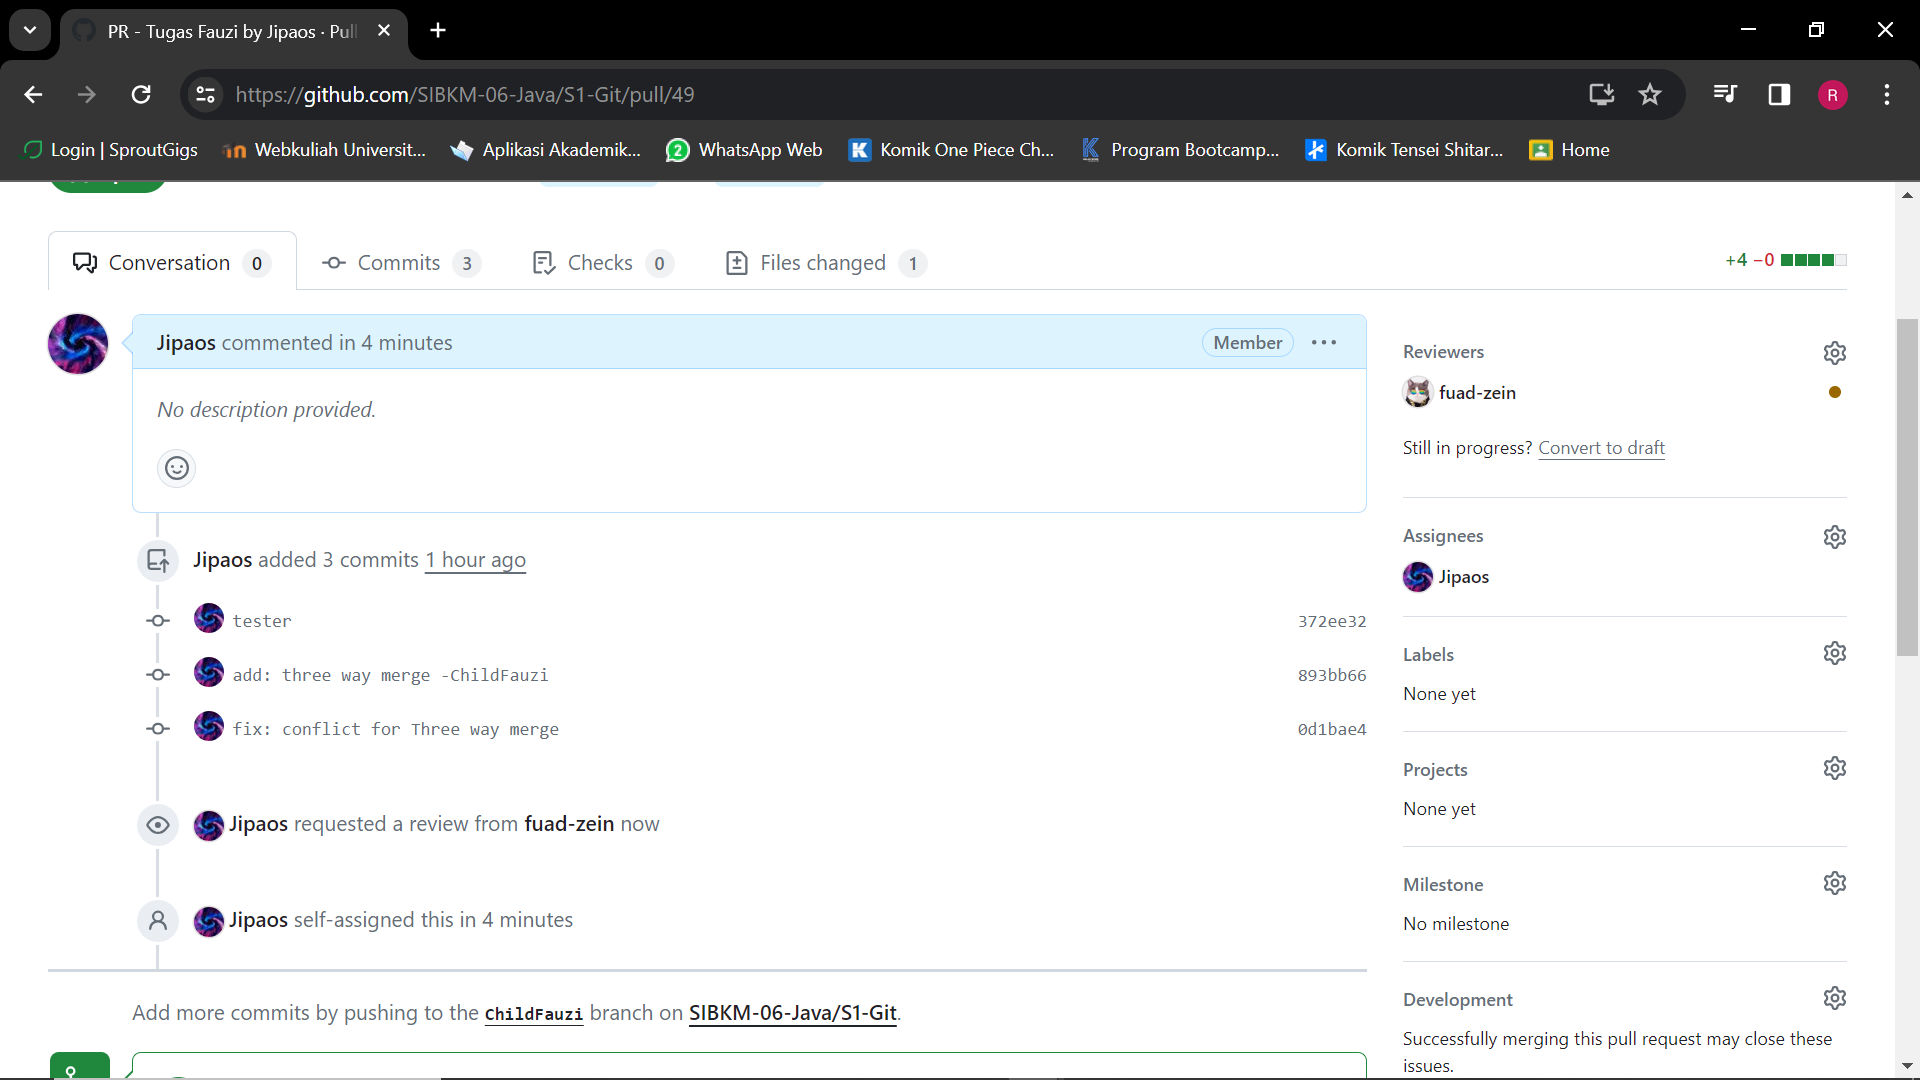 PR - Tugas Fauzi by Jipaos · Pull
https://github.com/SIBKM-06-Java/S1-Git/pull/49
R
Login | SproutGigs
Webkuliah Universit...
Aplikasi Akademik...
2
WhatsApp Web
Komik One Piece Ch...
Program Bootcamp...
Komik Tensei Shitar...
Home
Conversation 0
Commits 3
Checks 0
Files changed 1
+4 −0
Jipaos commented in 4 minutes
Member
No description provided.
Jipaos added 3 commits 1 hour ago
tester 372ee32
add: three way merge -ChildFauzi 893bb66
fix: conflict for Three way merge 0d1bae4
Jipaos requested a review from fuad-zein now
Jipaos self-assigned this in 4 minutes
Add more commits by pushing to the ChildFauzi branch on SIBKM-06-Java/S1-Git.
Reviewers
fuad-zein
Still in progress? Convert to draft
Assignees
Jipaos
Labels
None yet
Projects
None yet
Milestone
No milestone
Development
Successfully merging this pull request may close these
issues.